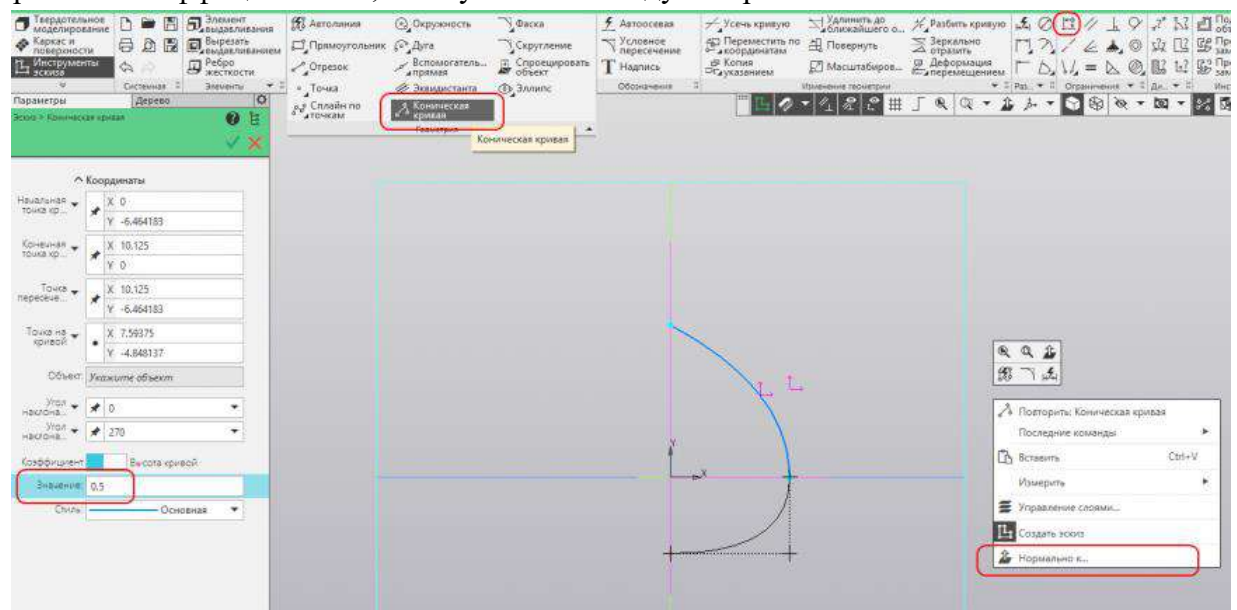 Твердотельное моделирование
Каркас и поверхности
Инструменты эскиза
Системная
Элемент выдавливания
Вырезать выдавливанием
Ребро жесткости
Элементы
Автолиния
Прямоугольник
Отрезок
Точка
Сплайн по точкам
Окружность
Дуга
Вспомогатель... прямая
Эквидистанта
Коническая кривая
Геометрия
Фаска
Скругление
Спроецировать объект
Эллипс
Коническая кривая
Автоосевая
Условное пересечение
Надпись
Обозначения
Усечь кривую
Переместить по координатам
Копия указанием
Удлинить до ближайшего о...
Повернуть
Масштабиров...
Разбить кривую
Зеркально отразить
Деформация перемещением
Изменение геометрии
Раз...
Ограничения
Ди...
Параметры
Дерево
Эскиз > Коническая кривая
Координаты
Начальная точка кр...
X 0
Y -6.464183
Конечная точка кр...
X 10.125
Y 0
Точка пересече...
X 10.125
Y -6.464183
Точка на кривой
X 7.59375
Y -4.848137
Объект:
Укажите объект
Угол наклона...
0
Угол наклона...
270
Коэффициент
Высота кривой
Значение:
0.5
Стиль:
Основная
Y
X
Повторить: Коническая кривая
Последние команды
Вставить
Ctrl+V
Измерить
Управление слоями...
Создать эскиз
Нормально к...